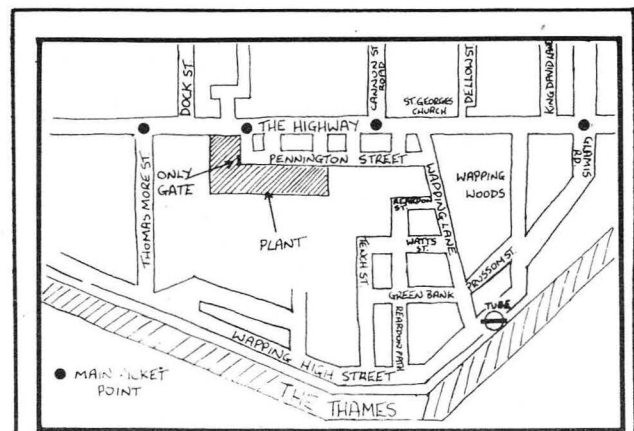 DOCK ST.
CANNON ST
ROAD
DELLOW ST
KING DAVID LANE
ST. GEORGES
CHURCH
THE HIGHWAY
GLAMIS
RD.
PENNINGTON STREET
ONLY
GATE
THOMAS MORE ST.
PLANT
WAPPING LANE
WAPPING
WOODS
REARDON
ST.
WATTS
ST.
PRUSSOM ST.
GREEN BANK
REARDON PATH
TUBE
WAPPING HIGH STREET
MAIN PICKET
POINT
THE THAMES